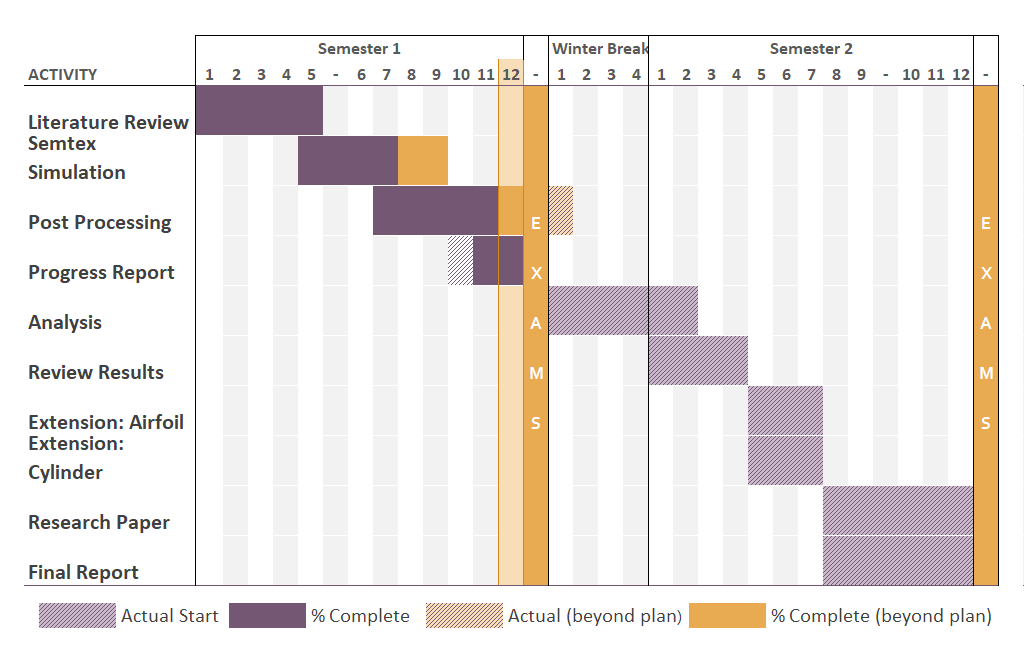 Semester 1 Winter Break Semester 2
ACTIVITY 1 2 3 4 5 - 6 7 8 9 10 11 12 - 1 2 3 4 1 2 3 4 5 6 7 8 9 - 10 11 12 -
Literature Review
Semtex
Simulation
Post Processing E E
Progress Report X X
Analysis A A
Review Results M M
Extension: Airfoil S S
Extension:
Cylinder
Research Paper
Final Report
Actual Start % Complete Actual (beyond plan) % Complete (beyond plan)